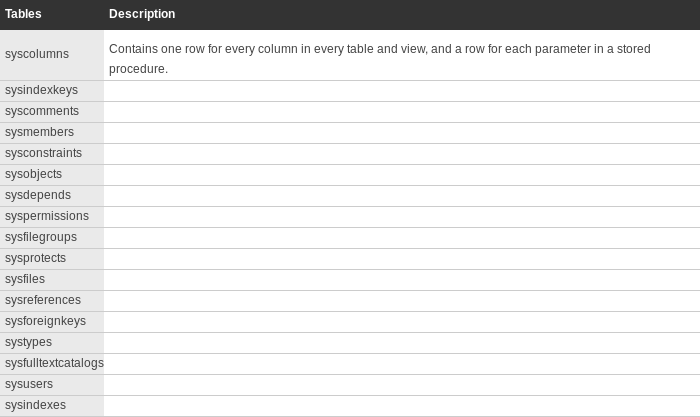 Tables Description
syscolumns Contains one row for every column in every table and view, and a row for each parameter in a stored
procedure.
sysindexkeys
syscomments
sysmembers
sysconstraints
sysobjects
sysdepends
syspermissions
sysfilegroups
sysprotects
sysfiles
sysreferences
sysforeignkeys
systypes
sysfulltextcatalogs
sysusers
sysindexes